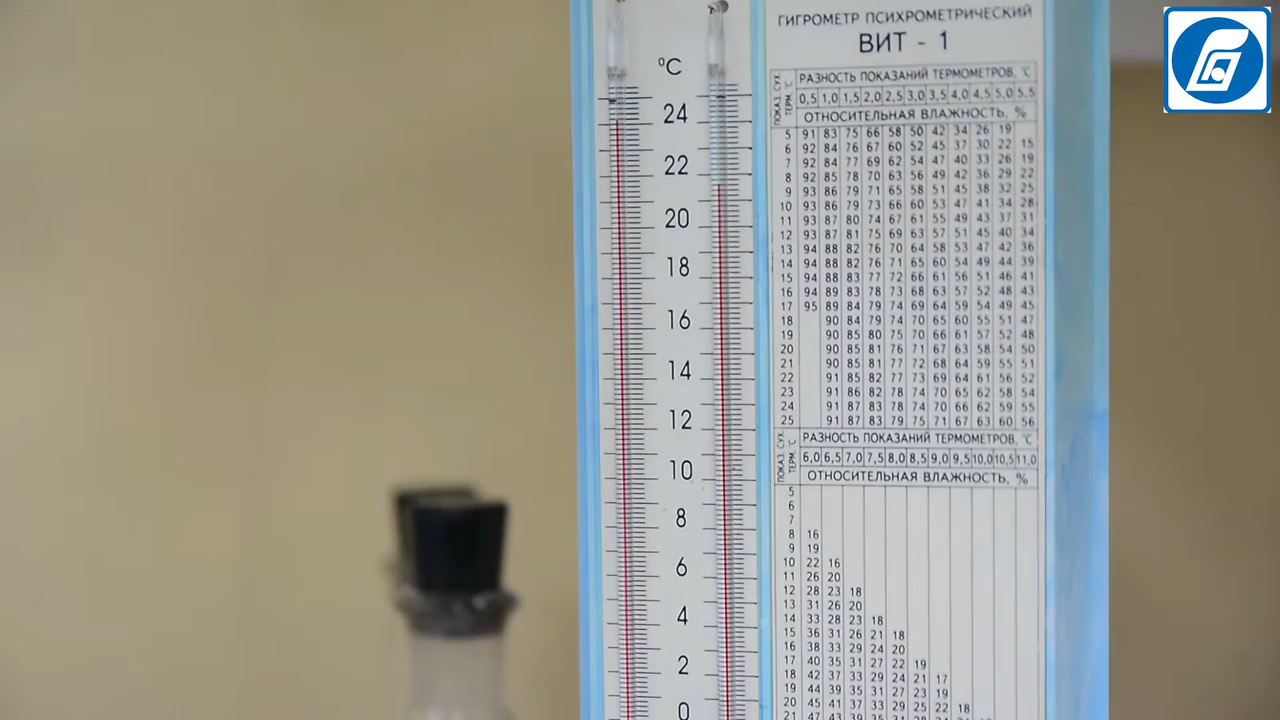 °C
24
22
20
18
16
14
12
10
8
6
4
2
0
ГИГРОМЕТР ПСИХРОМЕТРИЧЕСКИЙ
ВИТ - 1
ПОКАЗ. СУХ. ТЕРМ. °С
РАЗНОСТЬ ПОКАЗАНИЙ ТЕРМОМЕТРОВ, °С
0,5 1,0 1,5 2,0 2,5 3,0 3,5 4,0 4,5 5,0 5,5
ОТНОСИТЕЛЬНАЯ ВЛАЖНОСТЬ, %
5 91 83 75 66 58 50 42 34 26 19
6 92 84 76 67 60 52 45 37 30 22 15
7 92 84 77 69 62 54 47 40 33 26 19
8 92 85 78 70 63 56 49 42 36 29 22
9 93 86 79 71 65 58 51 45 38 32 25
10 93 86 79 73 66 60 53 47 41 34 28
11 93 87 80 74 67 61 55 49 43 37 31
12 93 87 81 75 69 63 57 51 45 40 34
13 94 88 82 76 70 64 58 53 47 42 36
14 94 88 82 76 71 65 60 54 49 44 39
15 94 88 83 77 72 66 61 56 51 46 41
16 94 89 83 78 73 68 63 57 52 48 43
17 95 89 84 79 74 69 64 59 54 49 45
18 90 84 79 74 70 65 60 55 51 47
19 90 85 80 75 70 66 61 57 52 48
20 90 85 81 76 71 67 63 58 54 50
21 90 85 81 77 72 68 64 59 55 51
22 91 85 82 77 73 69 64 61 56 52
23 91 86 82 78 74 70 65 62 58 54
24 91 87 83 78 74 70 66 62 59 55
25 91 87 83 79 75 71 67 63 60 56
ПОКАЗ. СУХ. ТЕРМ. °С
РАЗНОСТЬ ПОКАЗАНИЙ ТЕРМОМЕТРОВ, °С
6,0 6,5 7,0 7,5 8,0 8,5 9,0 9,5 10,0 10,5 11,0
ОТНОСИТЕЛЬНАЯ ВЛАЖНОСТЬ, %
5
6
7
8 16
9 19
10 22 16
11 26 20
12 28 23 18
13 31 26 20
14 33 28 23 18
15 36 31 26 21 18
16 38 33 29 24 20
17 40 35 31 27 22 19
18 42 37 33 29 24 21 17
19 44 39 35 31 27 23 19
20 45 41 37 33 29 25 22 18
21 47 43 39 35 31